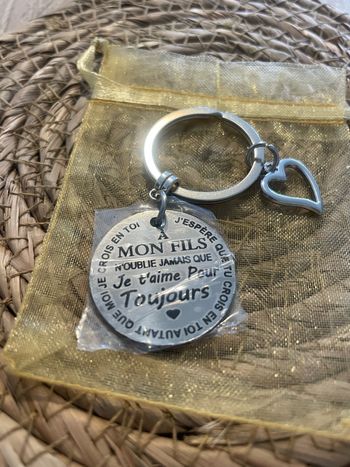 À
MON FILS
N'OUBLIE JAMAIS QUE
Je t'aime Pour
Toujours
J'ESPÈRE QUE TU CROIS EN TOI AUTANT QUE MOI JE CROIS EN TOI